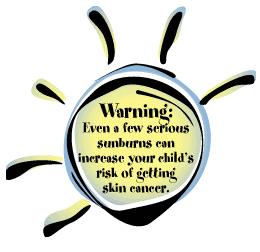 Warning:
Even a few serious
sunburns can
increase your child's
risk of getting
skin cancer.